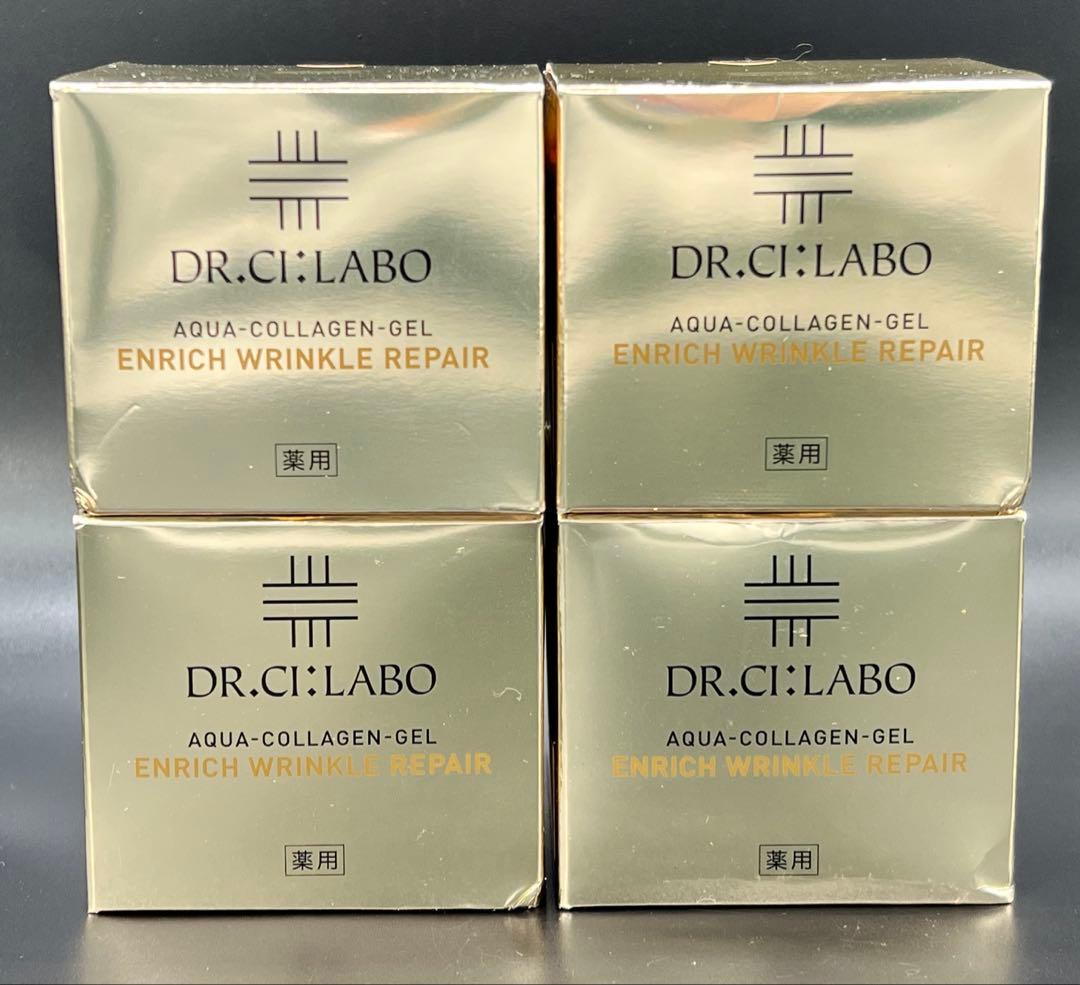 DR.CI:LABO
AQUA-COLLAGEN-GEL
ENRICH WRINKLE REPAIR
薬用
DR.CI:LABO
AQUA-COLLAGEN-GEL
ENRICH WRINKLE REPAIR
薬用
DR.CI:LABO
AQUA-COLLAGEN-GEL
ENRICH WRINKLE REPAIR
薬用
DR.CI:LABO
AQUA-COLLAGEN-GEL
ENRICH WRINKLE REPAIR
薬用